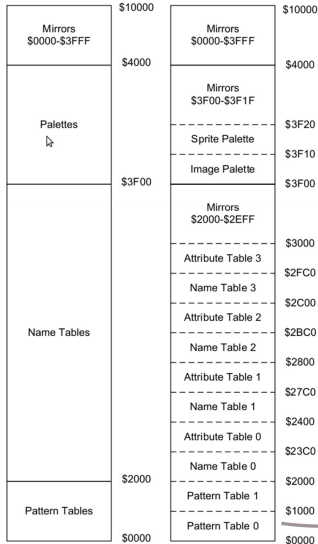 $10000
Mirrors
$0000-$3FFF
$4000
Palettes
$3F00
Name Tables
$2000
Pattern Tables
$0000
$10000
Mirrors
$0000-$3FFF
$4000
Mirrors
$3F00-$3F1F
$3F20
Sprite Palette
$3F10
Image Palette
$3F00
Mirrors
$2000-$2EFF
$3000
Attribute Table 3
$2FC0
Name Table 3
$2C00
Attribute Table 2
$2BC0
Name Table 2
$2800
Attribute Table 1
$27C0
Name Table 1
$2400
Attribute Table 0
$23C0
Name Table 0
$2000
Pattern Table 1
$1000
Pattern Table 0
$0000